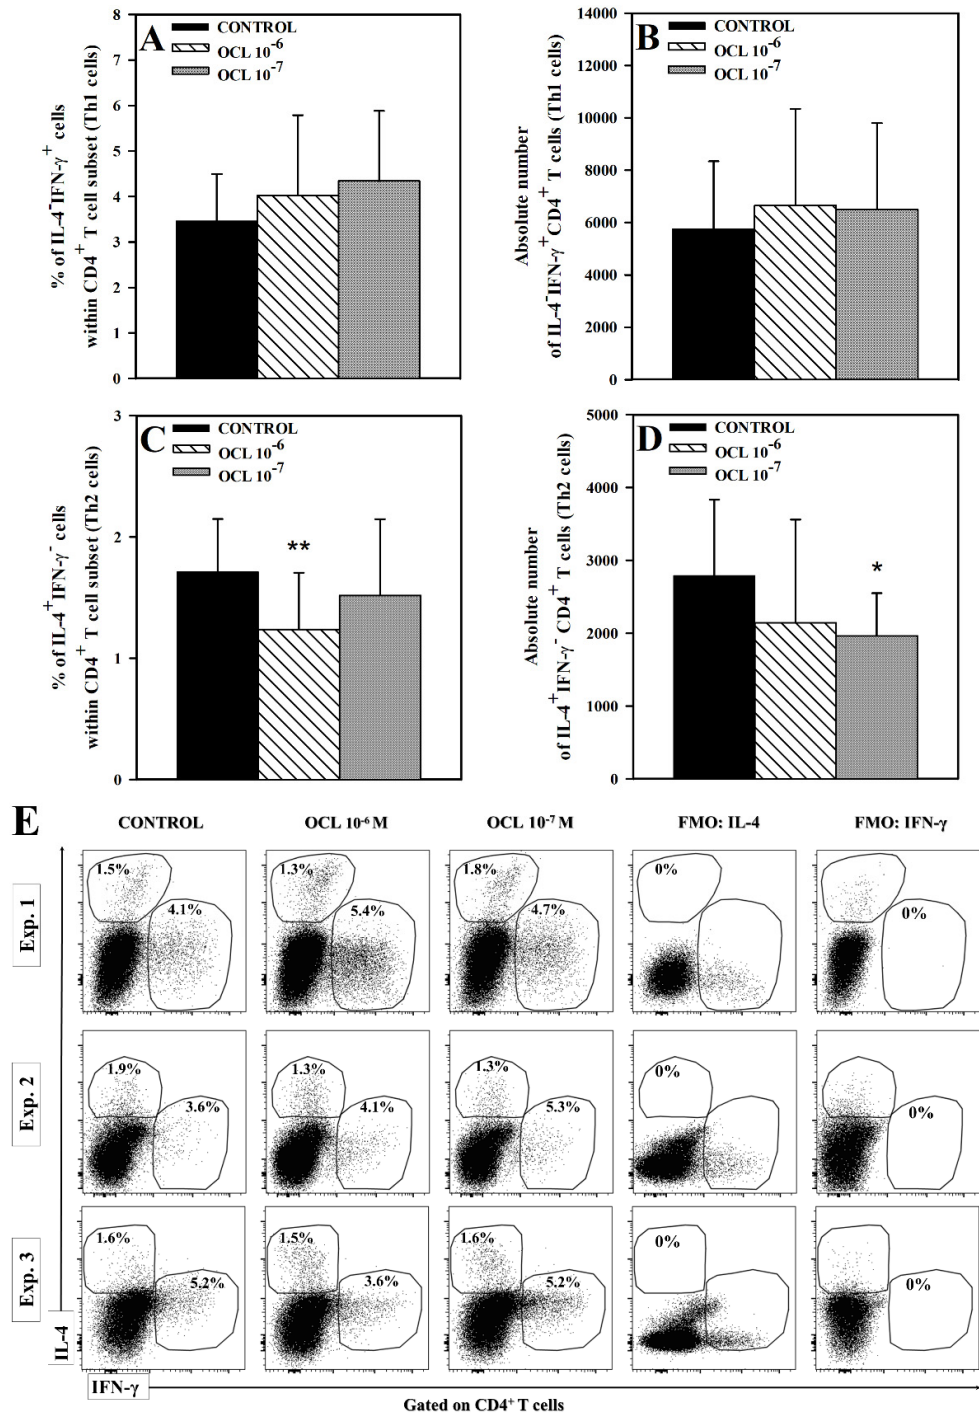 A
CONTROL
OCL 10⁻⁶
OCL 10⁻⁷
% of IL-4⁻IFN-γ⁺ cells
within CD4⁺ T cell subset (Th1 cells)
8
7
6
5
4
3
2
1
0
B
CONTROL
OCL 10⁻⁶
OCL 10⁻⁷
Absolute number
of IL-4⁻IFN-γ⁺CD4⁺ T cells (Th1 cells)
14000
12000
10000
8000
6000
4000
2000
0
C
CONTROL
OCL 10⁻⁶
OCL 10⁻⁷
% of IL-4⁺IFN-γ⁻ cells
within CD4⁺ T cell subset (Th2 cells)
3
2
1
0
**
D
CONTROL
OCL 10⁻⁶
OCL 10⁻⁷
Absolute number
of IL-4⁺IFN-γ⁻ CD4⁺ T cells (Th2 cells)
5000
4000
3000
2000
1000
0
*
E
CONTROL OCL 10⁻⁶ M OCL 10⁻⁷ M FMO: IL-4 FMO: IFN-γ
Exp. 1
1.5% 4.1% 1.3% 5.4% 1.8% 4.7% 0% 0%
Exp. 2
1.9% 3.6% 1.3% 4.1% 1.3% 5.3% 0% 0%
Exp. 3
1.6% 5.2% 1.5% 3.6% 1.6% 5.2% 0% 0%
IL-4
IFN-γ
Gated on CD4⁺ T cells